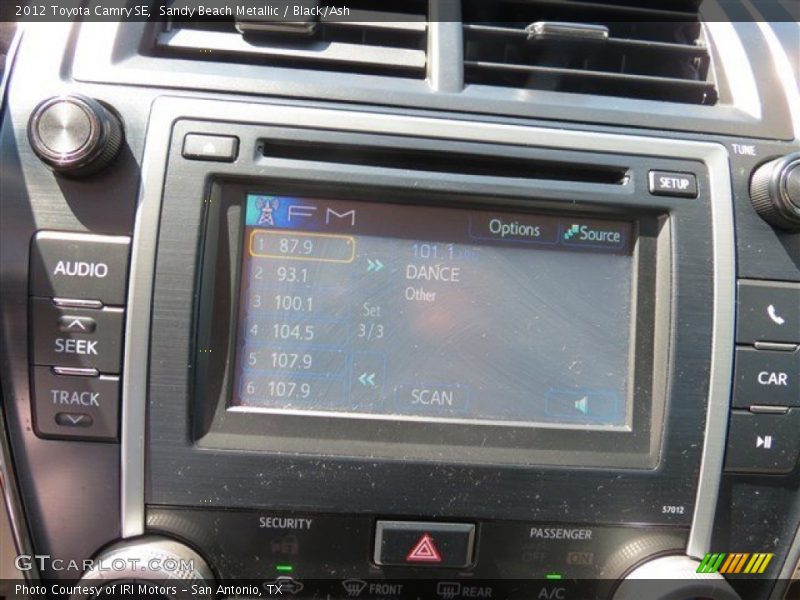 2012 Toyota Camry SE,  Sandy Beach Metallic / Black/Ash
TUNE
SETUP
FM
Options
Source
1 87.9
101.1
2 93.1
DANCE
3 100.1
Other
Set
4 104.5
3/3
5 107.9
6 107.9
SCAN
AUDIO
SEEK
TRACK
CAR
57012
SECURITY
PASSENGER
OFF
ON
FRONT
REAR
A/C
GTCARLOT.COM
Photo Courtesy of IRI Motors - San Antonio, TX